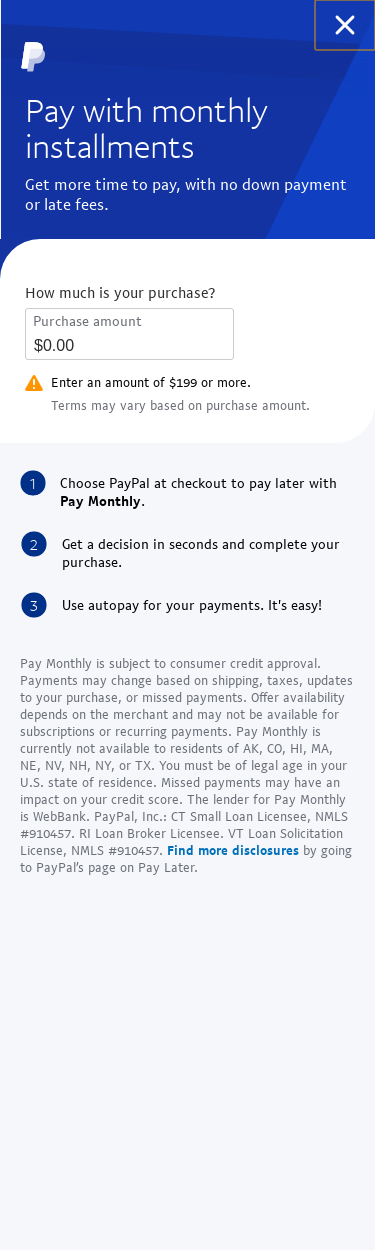 Pay with monthly
installments
Get more time to pay, with no down payment
or late fees.
How much is your purchase?
Purchase amount
$0.00
Enter an amount of $199 or more.
Terms may vary based on purchase amount.
1 Choose PayPal at checkout to pay later with
Pay Monthly.
2 Get a decision in seconds and complete your
purchase.
3 Use autopay for your payments. It's easy!
Pay Monthly is subject to consumer credit approval.
Payments may change based on shipping, taxes, updates
to your purchase, or missed payments. Offer availability
depends on the merchant and may not be available for
subscriptions or recurring payments. Pay Monthly is
currently not available to residents of AK, CO, HI, MA,
NE, NV, NH, NY, or TX. You must be of legal age in your
U.S. state of residence. Missed payments may have an
impact on your credit score. The lender for Pay Monthly
is WebBank. PayPal, Inc.: CT Small Loan Licensee, NMLS
#910457. RI Loan Broker Licensee. VT Loan Solicitation
License, NMLS #910457. Find more disclosures by going
to PayPal’s page on Pay Later.